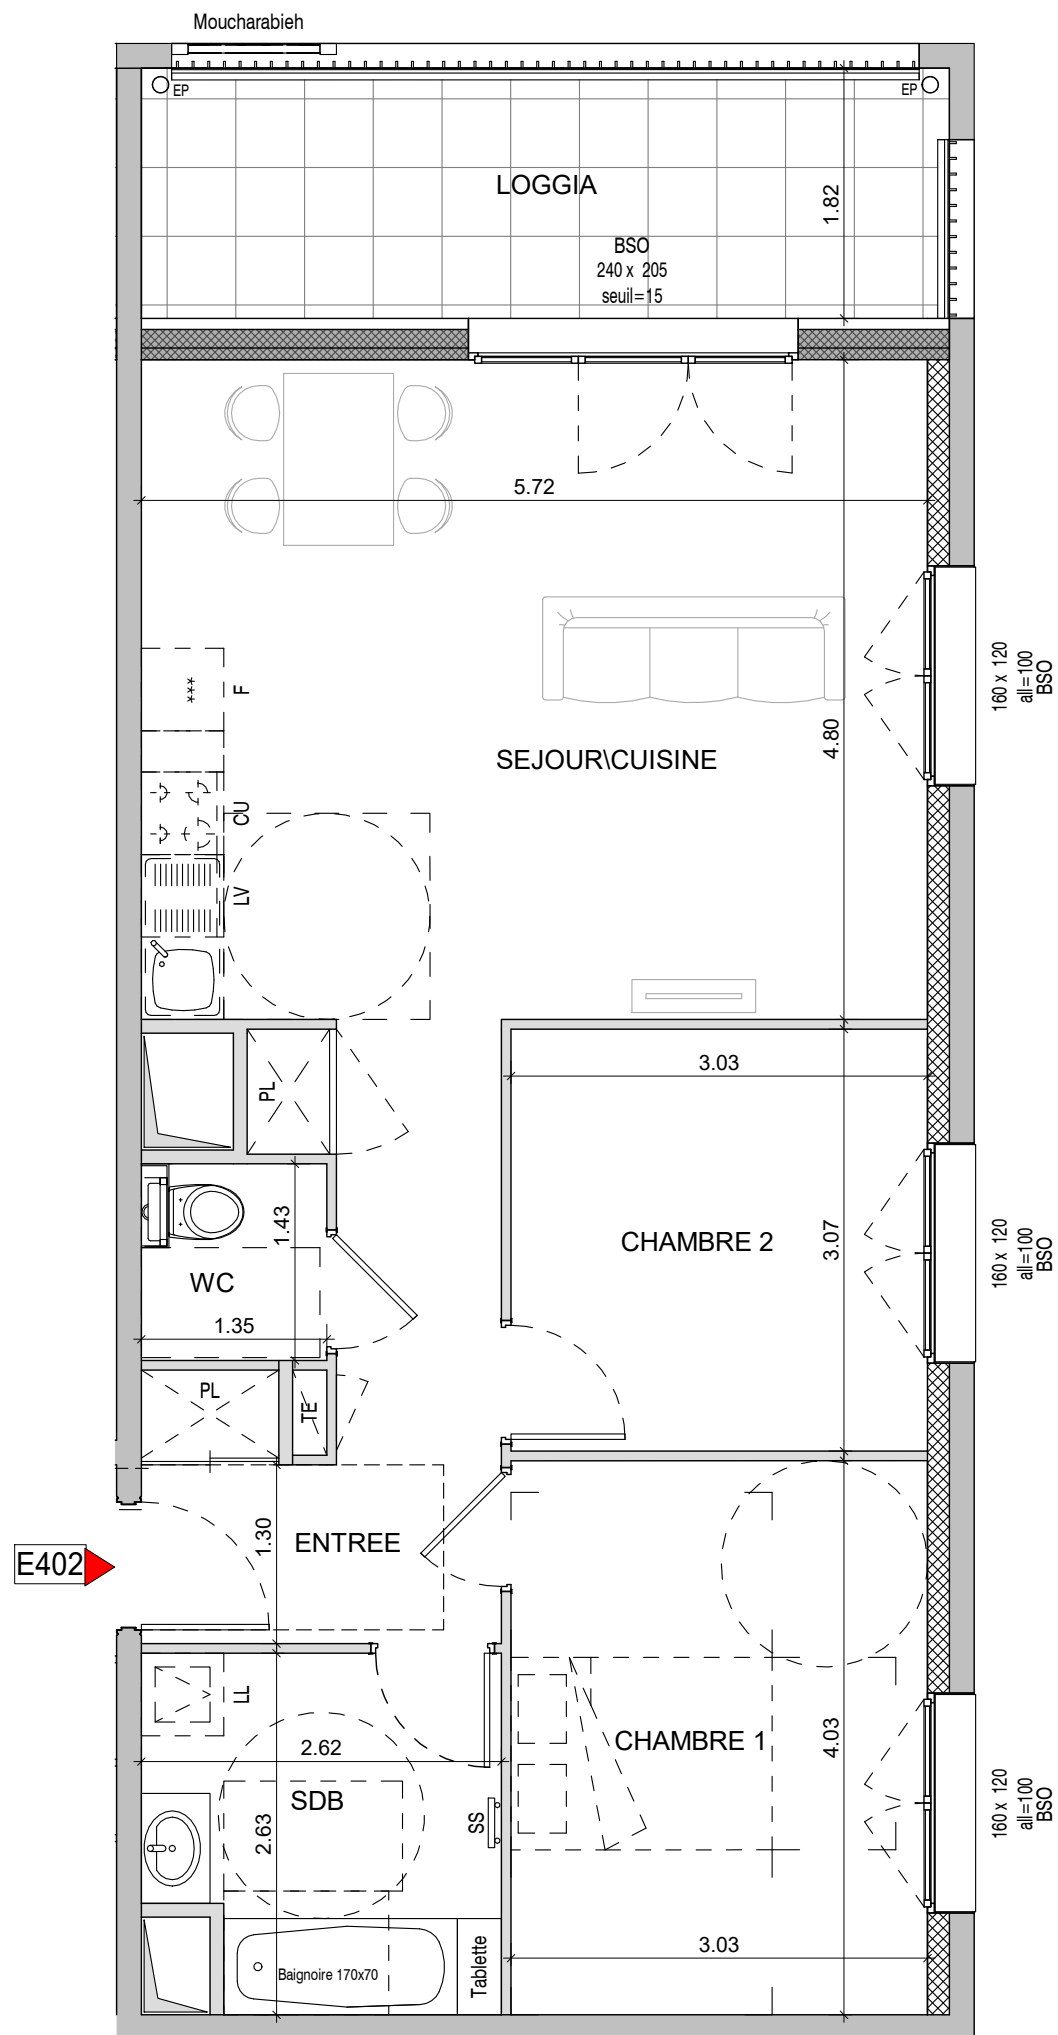 Moucharabieh
EP
EP
LOGGIA
1.82
BSO
240 x 205
seuil=15
5.72
160 x 120
all=100
BSO
***
F
4.80
SEJOUR\CUISINE
CU
LV
3.03
PL
1.43
CHAMBRE 2
3.07
160 x 120
all=100
BSO
WC
1.35
PL
TE
1.30
ENTREE
E402
LL
2.62
CHAMBRE 1
4.03
SDB
2.63
SS
160 x 120
all=100
BSO
3.03
Baignoire 170x70
Tablette